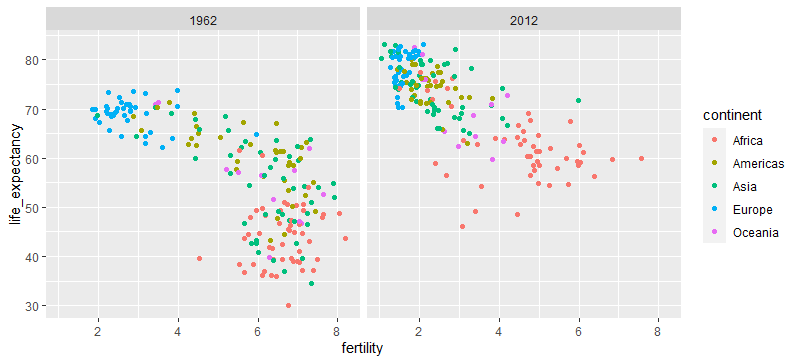 1962
2012
life_expectancy
80
70
60
50
40
30
2 4 6 8
2 4 6 8
fertility
continent
Africa
Americas
Asia
Europe
Oceania